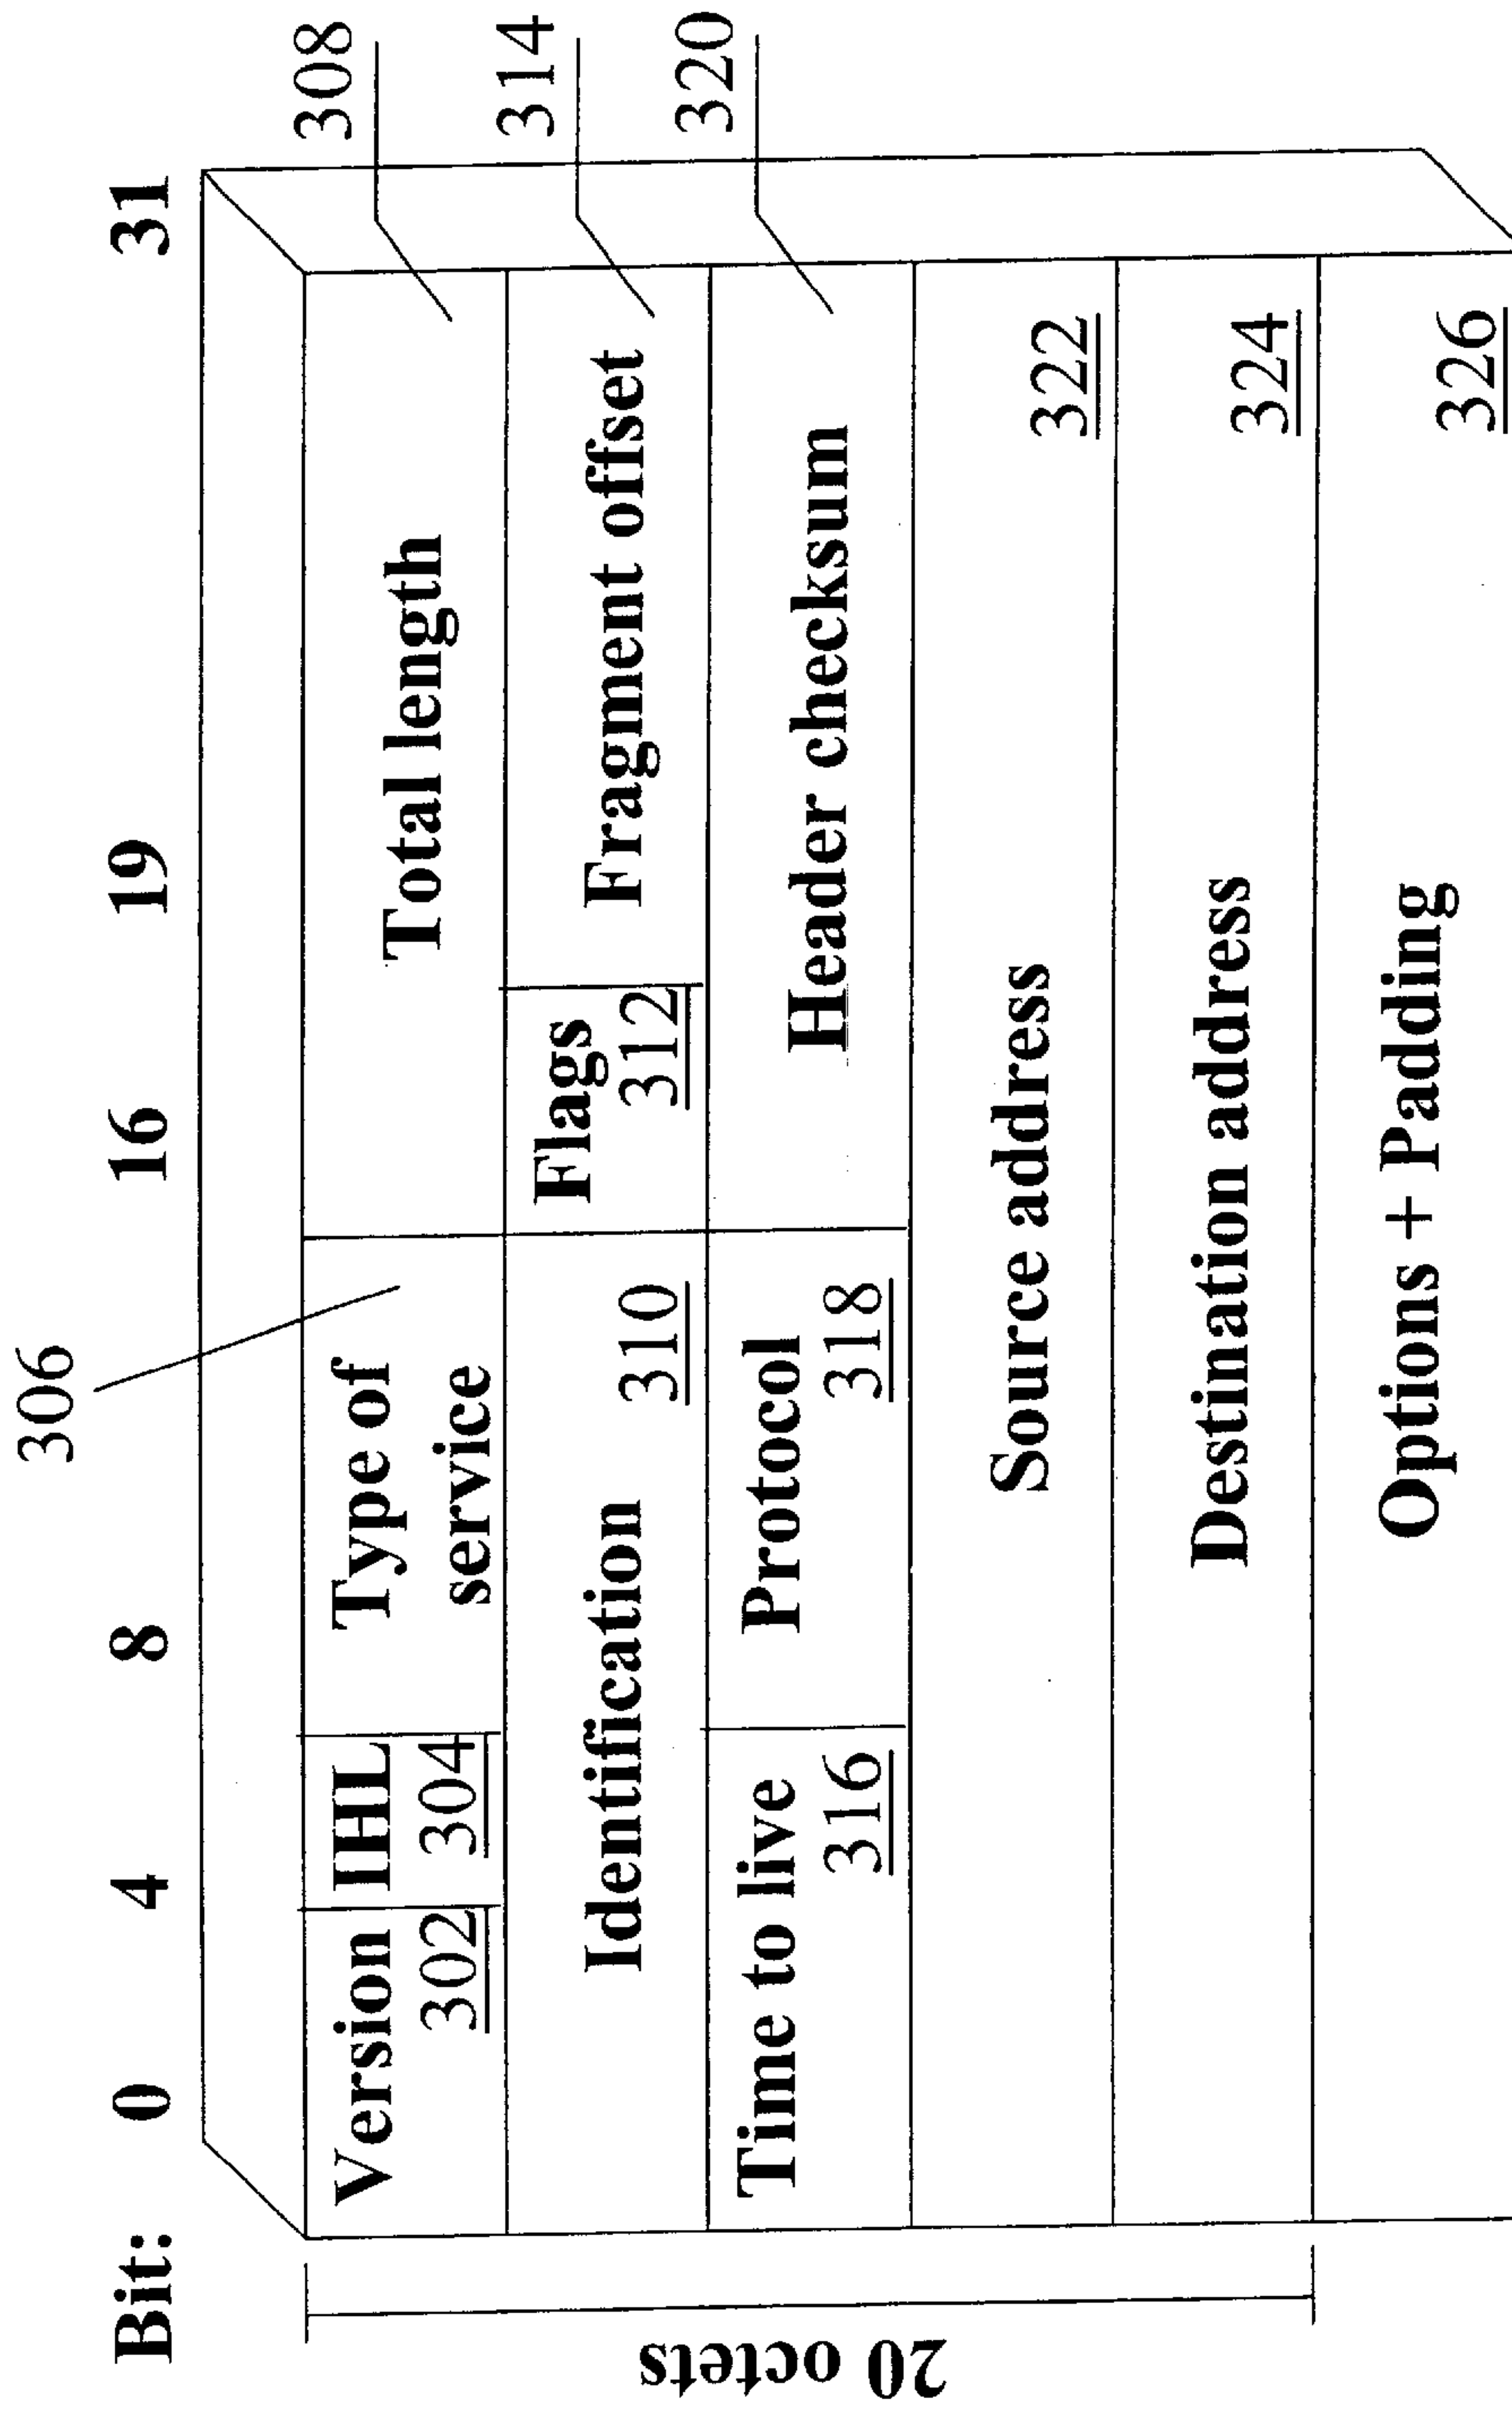 306
Bit: 0 4 8 16 19 31
308
Version IHL Type of Total length
302 304 service
314
Identification Flags Fragment offset
310 312
320
Time to live Protocol Header checksum
316 318
Source address
322
Destination address
324
Options + Padding
326
20 octets